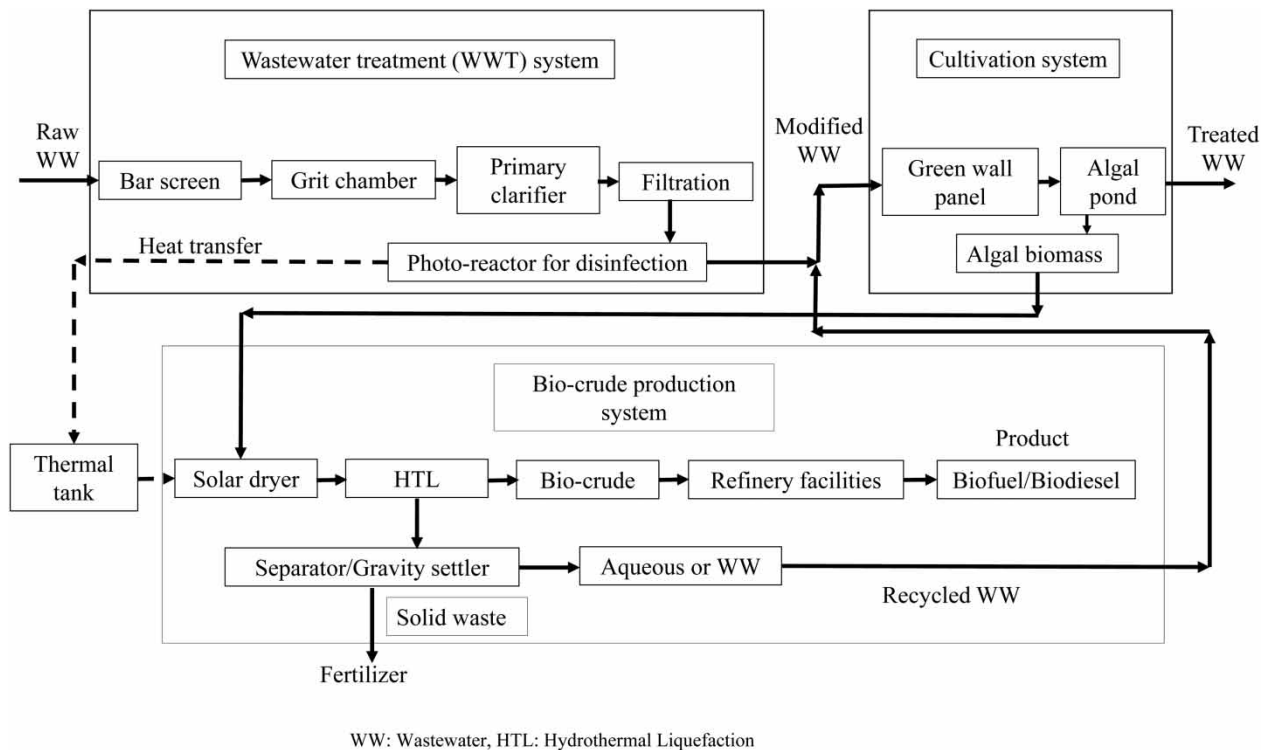 Wastewater treatment (WWT) system
Cultivation system
Raw
WW
Modified
WW
Treated
WW
Bar screen
Grit chamber
Primary
clarifier
Filtration
Green wall
panel
Algal
pond
Heat transfer
Photo-reactor for disinfection
Algal biomass
Bio-crude production
system
Product
Thermal
tank
Solar dryer
HTL
Bio-crude
Refinery facilities
Biofuel/Biodiesel
Separator/Gravity settler
Aqueous or WW
Recycled WW
Solid waste
Fertilizer
WW: Wastewater, HTL: Hydrothermal Liquefaction